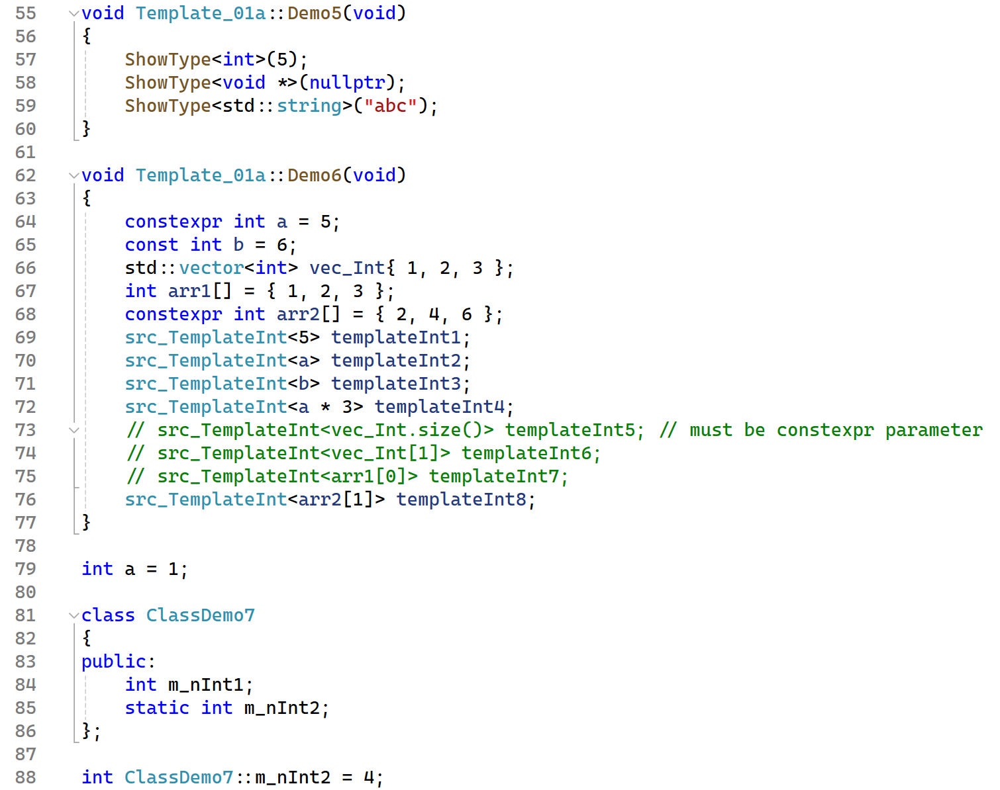 55 void Template_01a::Demo5(void)
56 {
57     ShowType<int>(5);
58     ShowType<void *>(nullptr);
59     ShowType<std::string>("abc");
60 }
61
62 void Template_01a::Demo6(void)
63 {
64     constexpr int a = 5;
65     const int b = 6;
66     std::vector<int> vec_Int{ 1, 2, 3 };
67     int arr1[] = { 1, 2, 3 };
68     constexpr int arr2[] = { 2, 4, 6 };
69     src_TemplateInt<5> templateInt1;
70     src_TemplateInt<a> templateInt2;
71     src_TemplateInt<b> templateInt3;
72     src_TemplateInt<a * 3> templateInt4;
73     // src_TemplateInt<vec_Int.size()> templateInt5; // must be constexpr parameter
74     // src_TemplateInt<vec_Int[1]> templateInt6;
75     // src_TemplateInt<arr1[0]> templateInt7;
76     src_TemplateInt<arr2[1]> templateInt8;
77 }
78
79 int a = 1;
80
81 class ClassDemo7
82 {
83 public:
84     int m_nInt1;
85     static int m_nInt2;
86 };
87
88 int ClassDemo7::m_nInt2 = 4;